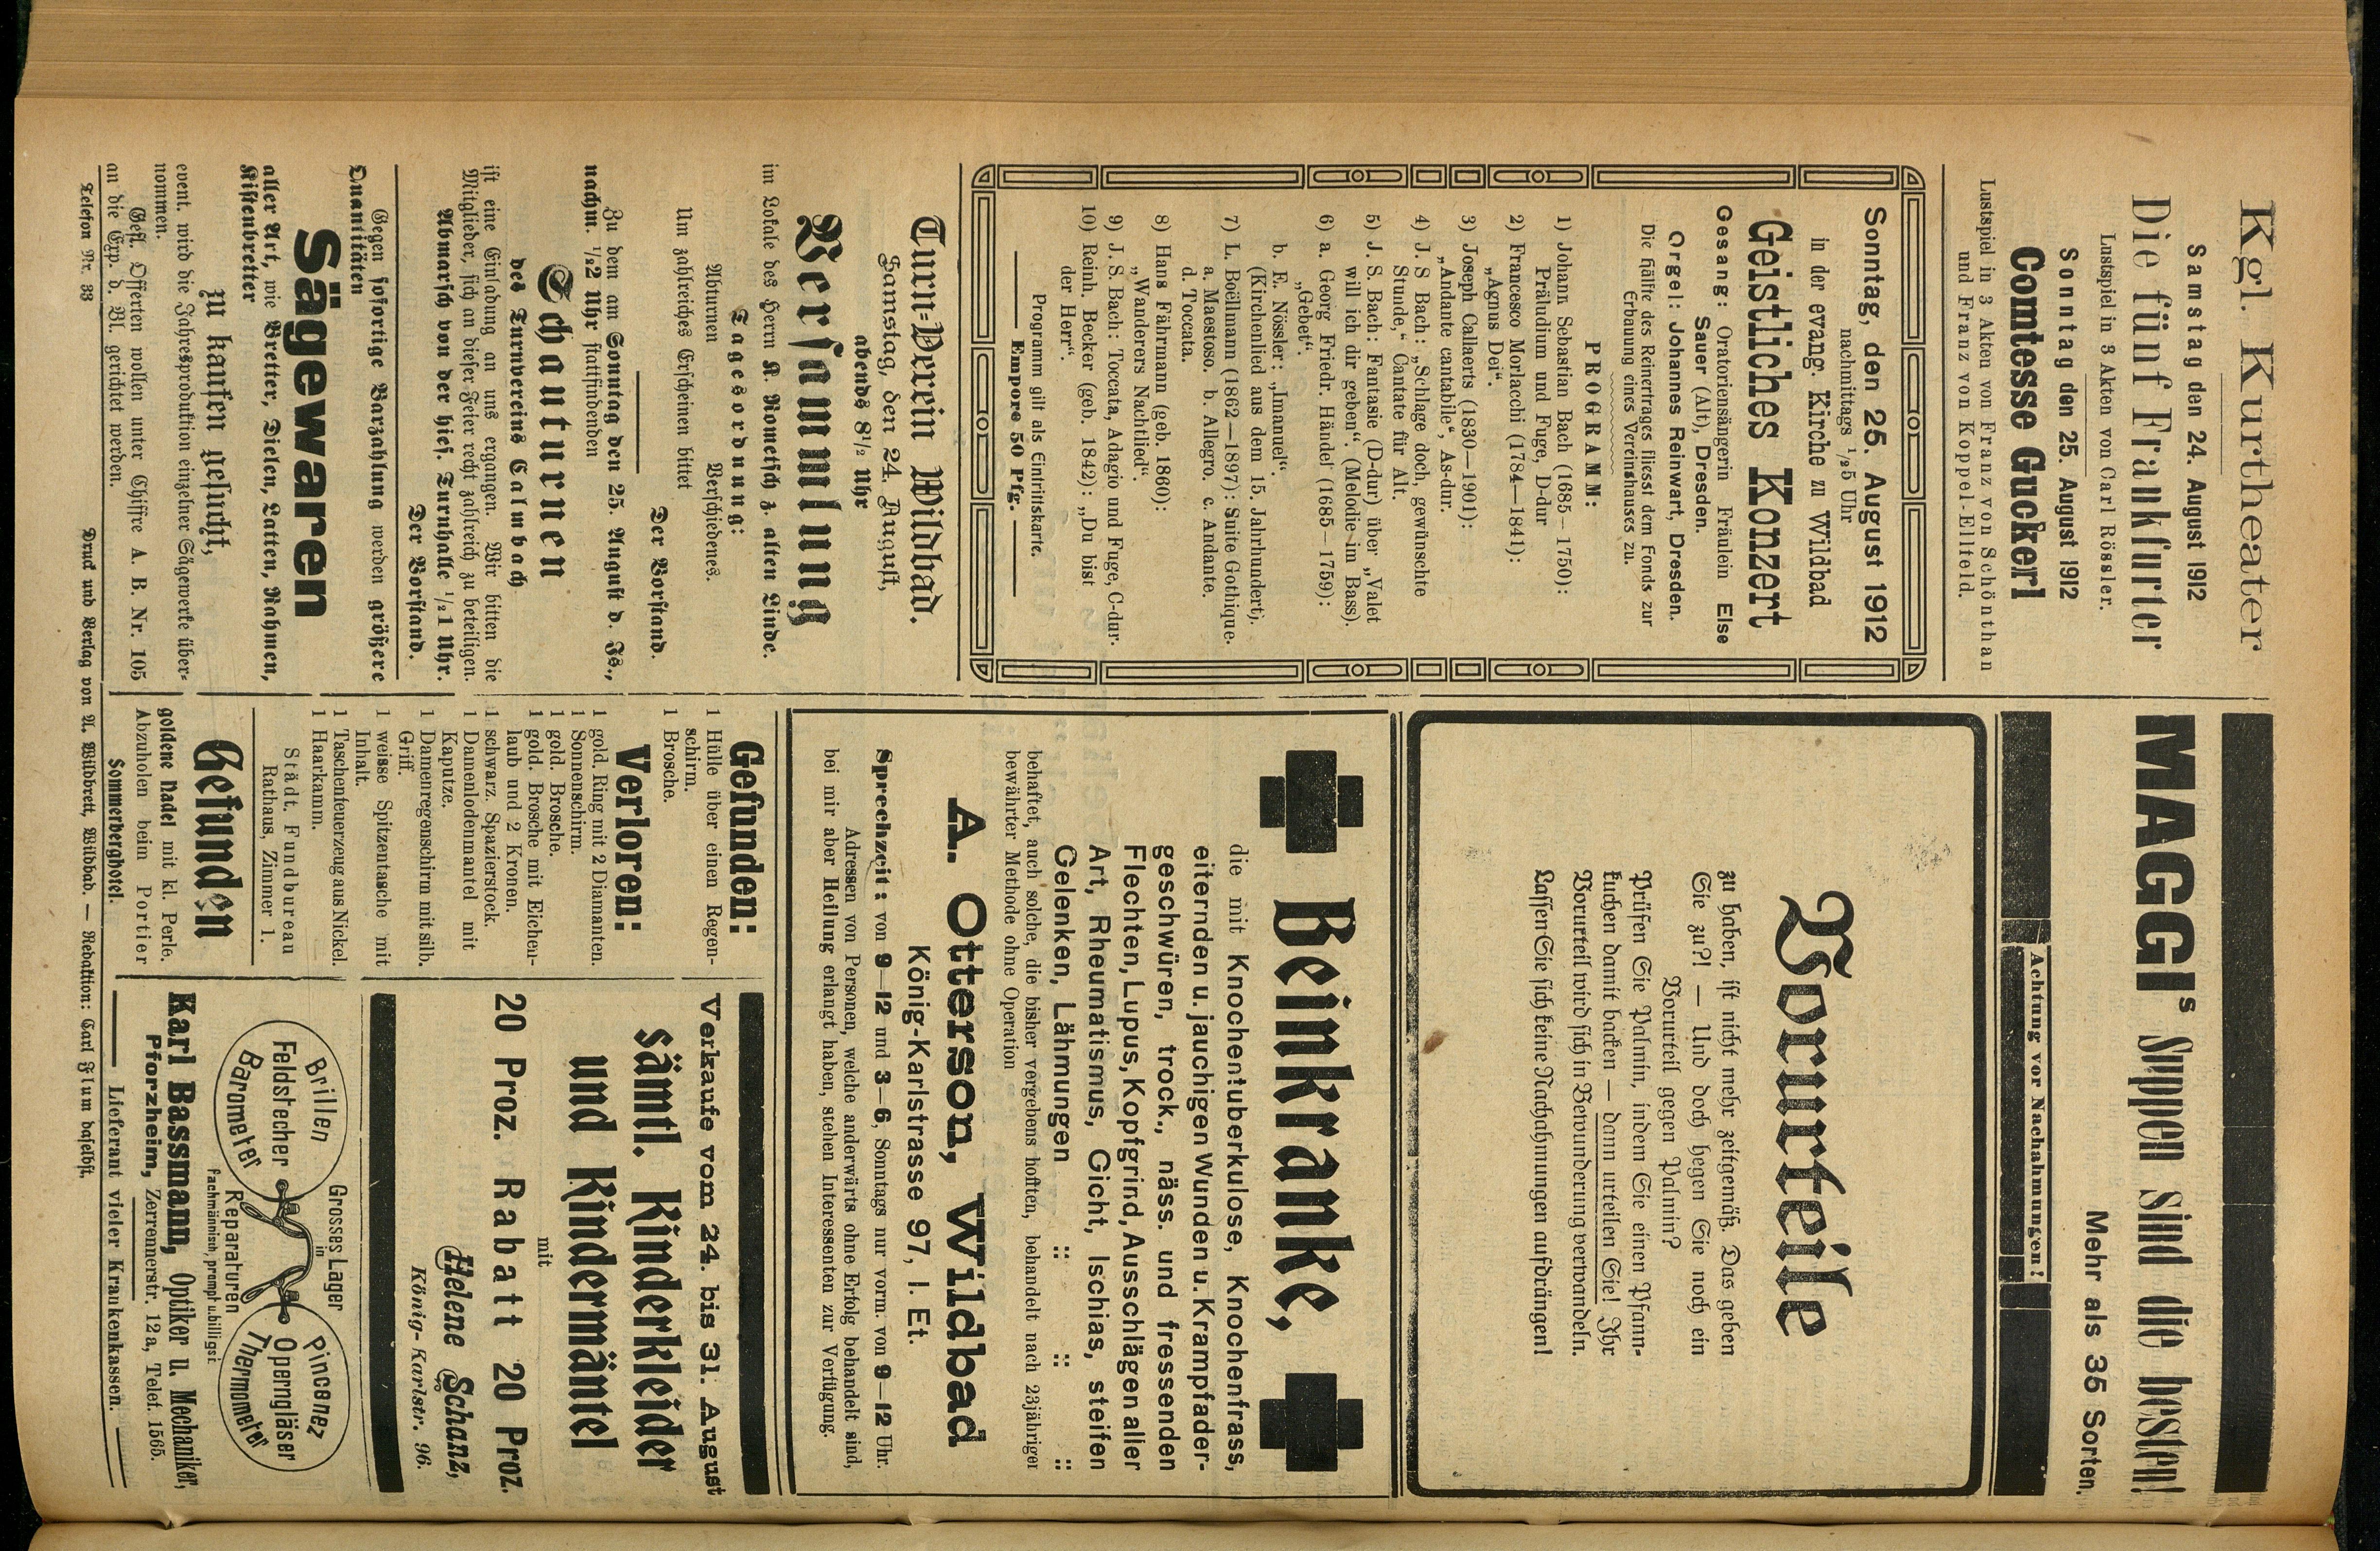 Kgl. Kurtheater
Samstag den 24. August 1912
Die fünf Frankfurter
Lustspiel in 3 Akten von Carl Rössler.
Sonntag den 25. August 1912
Comtesse Guckerl
Lustspiel in 3 Akten von Franz von Schönthan
und Franz von Koppel-Ellfeld.
Sonntag, den 25. August 1912
nachmittags ½5 Uhr
in der evang. Kirche zu Wildbad
Geistliches Konzert
Gesang: Oratoriensängerin Fräulein Else
Sauer (Alt), Dresden.
Orgel: Johannes Reinwart, Dresden.
Die Hälfte des Reinertrages fliesst dem Fonds zur
Erbauung eines Vereinshauses zu.
PROGRAMM:
1) Johann Sebastian Bach (1685—1750):
Präludium und Fuge, D-dur
2) Francesco Morlacchi (1784—1841):
„Agnus Dei“.
3) Joseph Callaerts (1830—1901):
„Andante cantabile“, As-dur.
4) J. S Bach: „Schlage doch, gewünschte
Stunde,“ Cantate für Alt.
5) J. S. Bach: Fantasie (D-dur) über „Valet
will ich dir geben“. (Melodie im Bass).
6) a. Georg Friedr. Händel (1685—1759):
„Gebet“.
b. E. Nössler: „Imanuel“.
(Kirchenlied aus dem 15. Jahrhundert).
7) L. Boëllmann (1862—1897): Suite Gothique.
a. Maestoso. b. Allegro. c. Andante.
d. Toccata.
8) Hans Fährmann (geb. 1860):
„Wanderers Nachtlied“.
9) J. S. Bach: Toccata, Adagio und Fuge, C-dur.
10) Reinh. Becker (geb. 1842): „Du bist
der Herr“.
Programm gilt als Eintrittskarte.
Empore 50 Pfg.
Turn-Verein Wildbad.
Samstag, den 24. August,
abends 8½ Uhr
Versammlung
im Lokale des Herrn K. Rometsch z. alten Linde.
Tagesordnung:
Abturnen Verschiedenes.
Um zahlreiches Erscheinen bittet
Der Vorstand.
Zu dem am Sonntag den 25. August d. Js.,
nachm. ½2 Uhr stattfindenden
Schauturnen
des Turnvereins Calmbach
ist eine Einladung an uns ergangen. Wir bitten die
Mitglieder, sich an dieser Feier recht zahlreich zu beteiligen.
Abmarsch von der hies. Turnhalle ½1 Uhr.
Der Vorstand.
Gegen sofortige Barzahlung werden größere
Quantitäten
Sägewaren
aller Art, wie Bretter, Dielen, Latten, Rahmen,
Kistenbretter
zu kaufen gesucht,
event. wird die Jahresproduktion einzelner Sägewerke über-
nommen.
Gefl. Offerten wollen unter Chiffre A. B. Nr. 105
an die Exp. d. Bl. gerichtet werden.
MAGGIs Suppen sind die besten!
Mehr als 35 Sorten.
Achtung vor Nachahmungen!
Vorurteile
zu haben, ist nicht mehr zeitgemäß. Das geben
Sie zu?! — Und doch hegen Sie noch ein
Vorurteil gegen Palmin?
Prüfen Sie Palmin, indem Sie einen Pfann-
kuchen damit backen — dann urteilen Sie! Ihr
Vorurteil wird sich in Bewunderung verwandeln.
Lassen Sie sich keine Nachahmungen aufdrängen!
Beinkranke,
die mit Knochentuberkulose, Knochenfrass,
eiternden u. jauchigen Wunden u. Krampfader-
geschwüren, trock., näss. und fressenden
Flechten, Lupus, Kopfgrind, Ausschlägen aller
Art, Rheumatismus, Gicht, Ischias, steifen
Gelenken, Lähmungen :: :: ::
behaftet, auch solche, die bisher vergebens hofften, behandelt nach 23jähriger
bewährter Methode ohne Operation
A. Otterson, Wildbad
König-Karlstrasse 97, I. Et.
Sprechzeit: von 9—12 und 3—6, Sonntags nur vorm. von 9—12 Uhr.
Adressen von Personen, welche anderwärts ohne Erfolg behandelt sind,
bei mir aber Heilung erlangt haben, stehen Interessenten zur Verfügung.
Gefunden:
1 Hülle über einen Regen-
schirm.
1 Brosche.
Verloren:
1 gold. Ring mit 2 Diamanten.
1 Sonnenschirm.
1 gold. Brosche.
1 gold. Brosche mit Eichen-
laub und 2 Kronen.
1 schwarz. Spazierstock.
1 Damenlodenmantel mit
Kaputze.
1 Damenregenschirm mit silb.
Griff.
1 weisse Spitzentasche mit
Inhalt.
1 Taschenfeuerzeug aus Nickel.
1 Haarkamm.
Städt. Fundbureau
Rathaus, Zimmer 1.
Gefunden
goldene Nadel mit kl. Perle.
Abzuholen beim Portier
Sommerberghotel.
Verkaufe vom 24. bis 31. August
sämtl. Kinderkleider
und Kindermäntel
mit
20 Proz. Rabatt 20 Proz.
Helene Schanz,
König-Karlstr. 96.
Grosses Lager
in
Brillen
Feldstecher
Barometer
Pincenez
Operngläser
Thermometer
Reparaturen
fachmännisch, prompt u. billigst.
Karl Bassmann, Optiker u. Mechaniker,
Pforzheim, Zerrennerstr. 12a, Telef. 1565.
Lieferant vieler Krankenkassen.
Telefon Nr. 33 Druck und Verlag von A. Wildbrett, Wildbad. — Redaktion: Carl Flum daselbst.